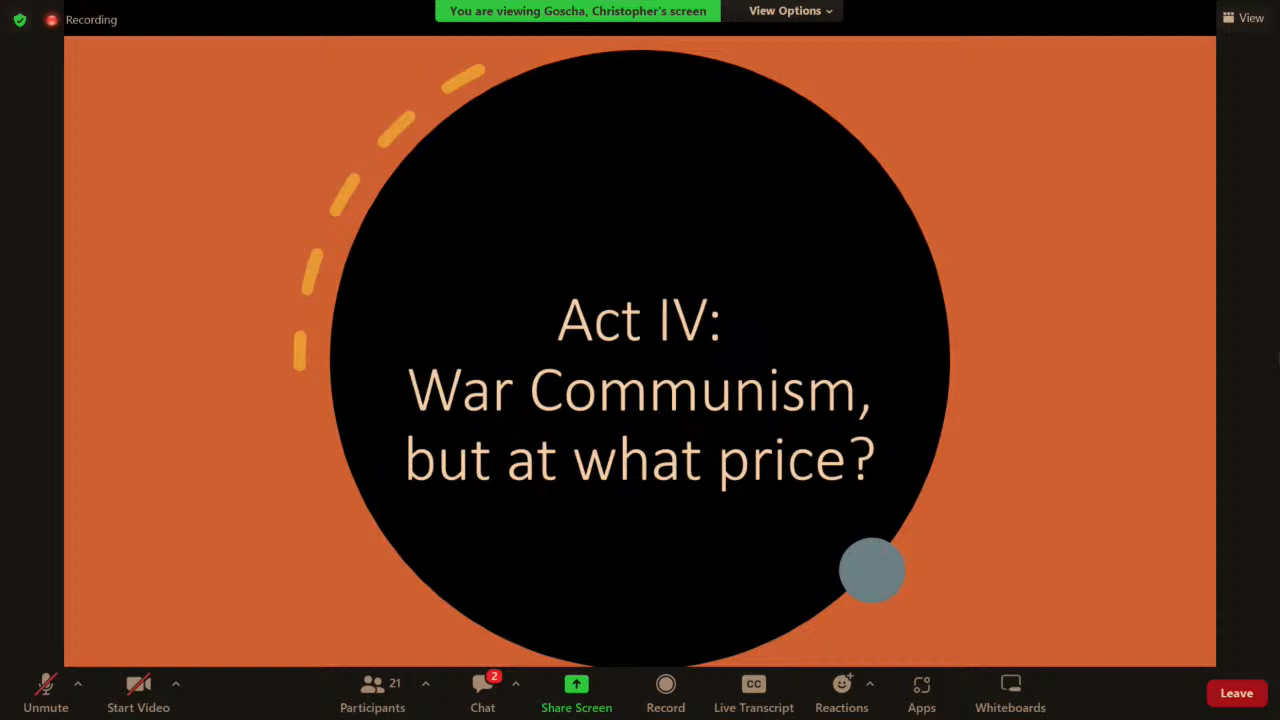 Recording
You are viewing Goscha, Christopher's screen
View Options
View
Act IV:
War Communism,
but at what price?
Unmute
Start Video
21
Participants
2
Chat
Share Screen
Record
CC
Live Transcript
Reactions
Apps
Whiteboards
Leave